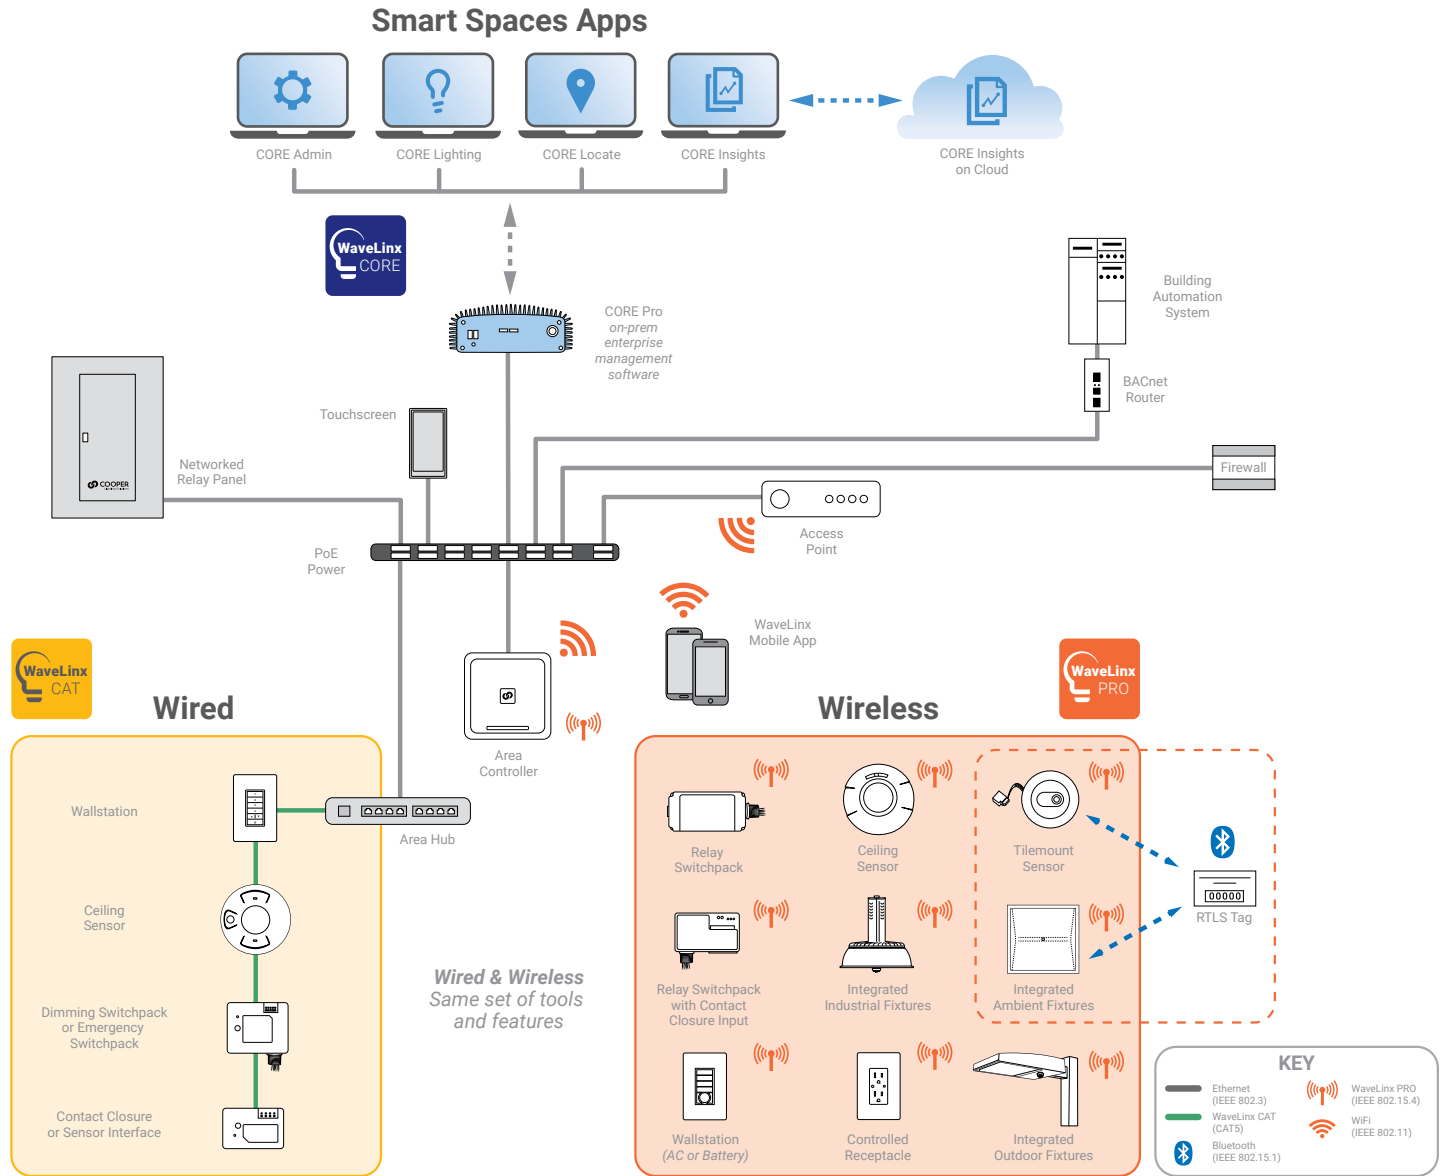 Smart Spaces Apps
CORE Admin
CORE Lighting
CORE Locate
CORE Insights
CORE Insights
on Cloud
WaveLinx
CORE
CORE Pro
on-prem
enterprise
management
software
Building
Automation
System
BACnet
Router
Touchscreen
Networked
Relay Panel
COOPER
Firewall
Access
Point
PoE
Power
WaveLinx
Mobile App
WaveLinx
CAT
Wired
Area
Controller
Wireless
WaveLinx
PRO
Wallstation
Area Hub
Ceiling
Sensor
Dimming Switchpack
or Emergency
Switchpack
Contact Closure
or Sensor Interface
Wired & Wireless
Same set of tools
and features
Relay
Switchpack
Ceiling
Sensor
Tilemount
Sensor
00000
RTLS Tag
Relay Switchpack
with Contact
Closure Input
Integrated
Industrial Fixtures
Integrated
Ambient Fixtures
Wallstation
(AC or Battery)
Controlled
Receptacle
Integrated
Outdoor Fixtures
KEY
Ethernet
(IEEE 802.3)
WaveLinx CAT
(CAT5)
Bluetooth
(IEEE 802.15.1)
WaveLinx PRO
(IEEE 802.15.4)
WiFi
(IEEE 802.11)